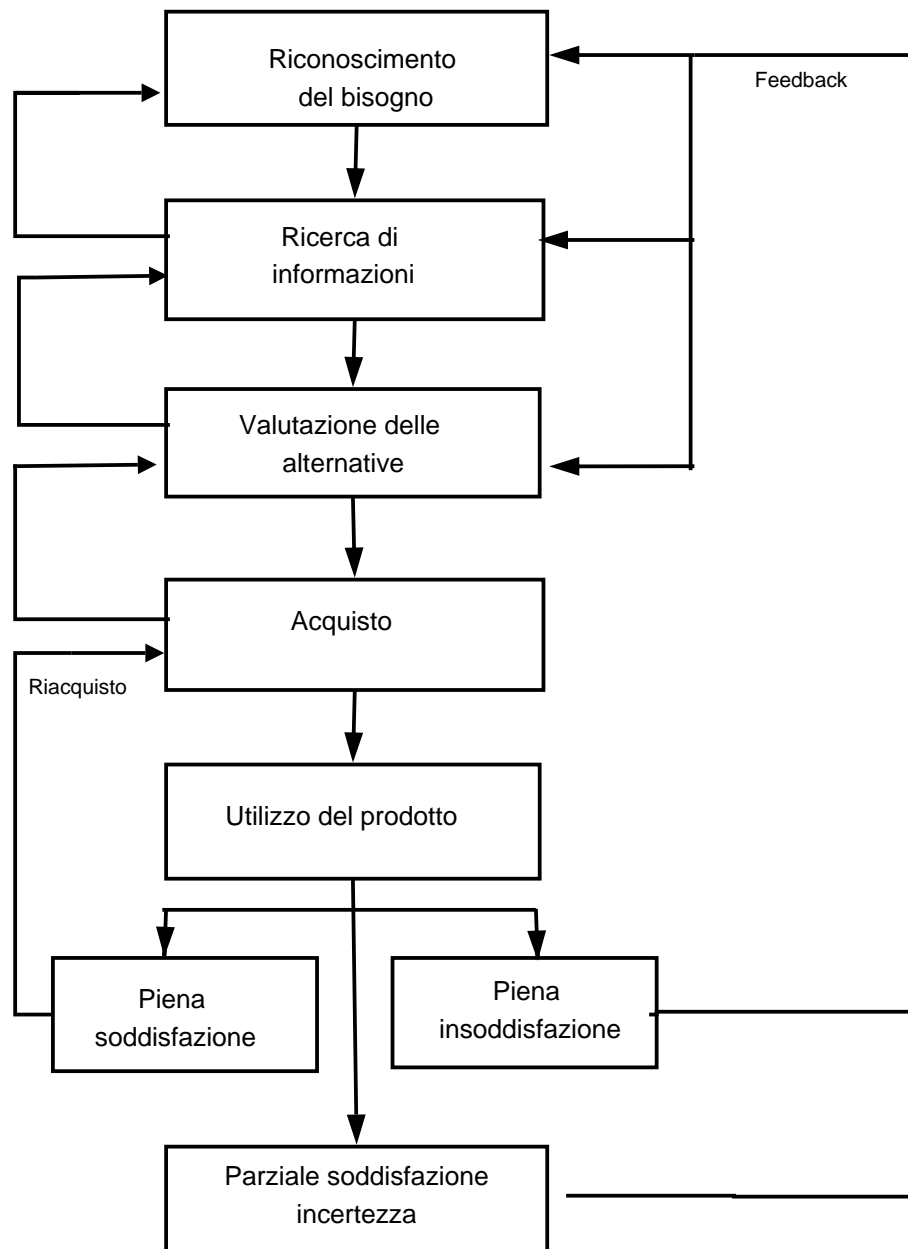 Riconoscimento
del bisogno
Feedback
Ricerca di
informazioni
Valutazione delle
alternative
Acquisto
Riacquisto
Utilizzo del prodotto
Piena
soddisfazione
Piena
insoddisfazione
Parziale soddisfazione
incertezza